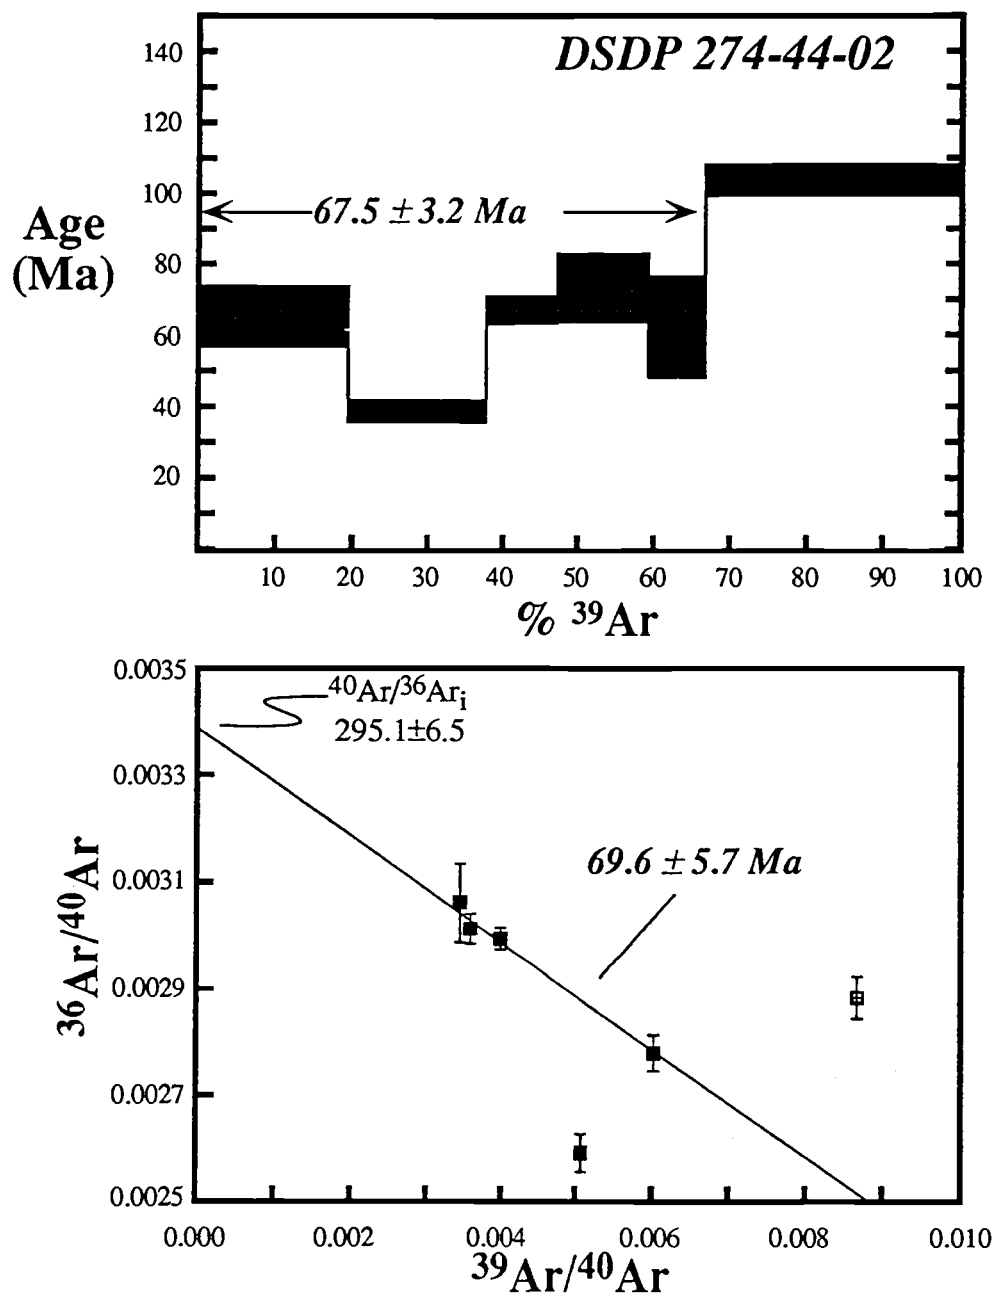 DSDP 274-44-02
140
120
100
80
60
40
20
Age
(Ma)
67.5 ± 3.2 Ma
10 20 30 40 50 60 70 80 90 100
% ³⁹Ar
0.0035
0.0033
0.0031
0.0029
0.0027
0.0025
³⁶Ar/⁴⁰Ar
⁴⁰Ar/³⁶Arᵢ
295.1±6.5
69.6 ± 5.7 Ma
0.000 0.002 0.004 0.006 0.008 0.010
³⁹Ar/⁴⁰Ar